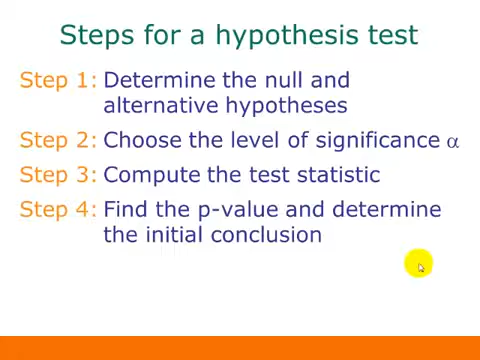 Steps for a hypothesis test
Step 1: Determine the null and
alternative hypotheses
Step 2: Choose the level of significance α
Step 3: Compute the test statistic
Step 4: Find the p-value and determine
the initial conclusion